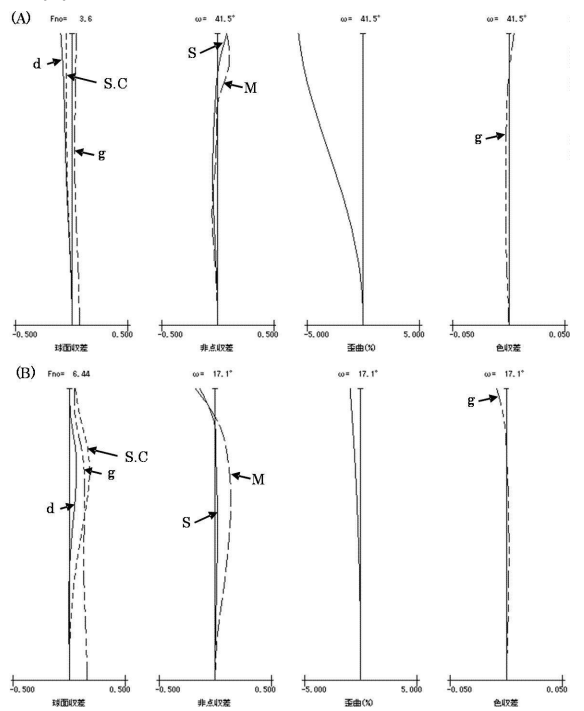 (A) Fno= 3.6 ω= 41.5° ω= 41.5° ω= 41.5°
d
S.C
g
S
M
g
-0.500 0.500 -0.500 0.500 -5.000 5.000 -0.050 0.050
球面収差 非点収差 歪曲(%) 色収差
(B) Fno= 6.44 ω= 17.1° ω= 17.1° ω= 17.1°
S.C
g
d
M
S
g
-0.500 0.500 -0.500 0.500 -5.000 5.000 -0.050 0.050
球面収差 非点収差 歪曲(%) 色収差